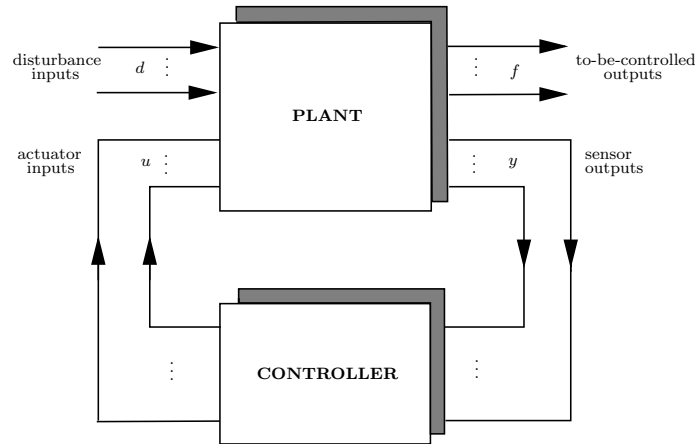 disturbance
inputs
d
PLANT
f
to-be-controlled
outputs
actuator
inputs
u
y
sensor
outputs
CONTROLLER